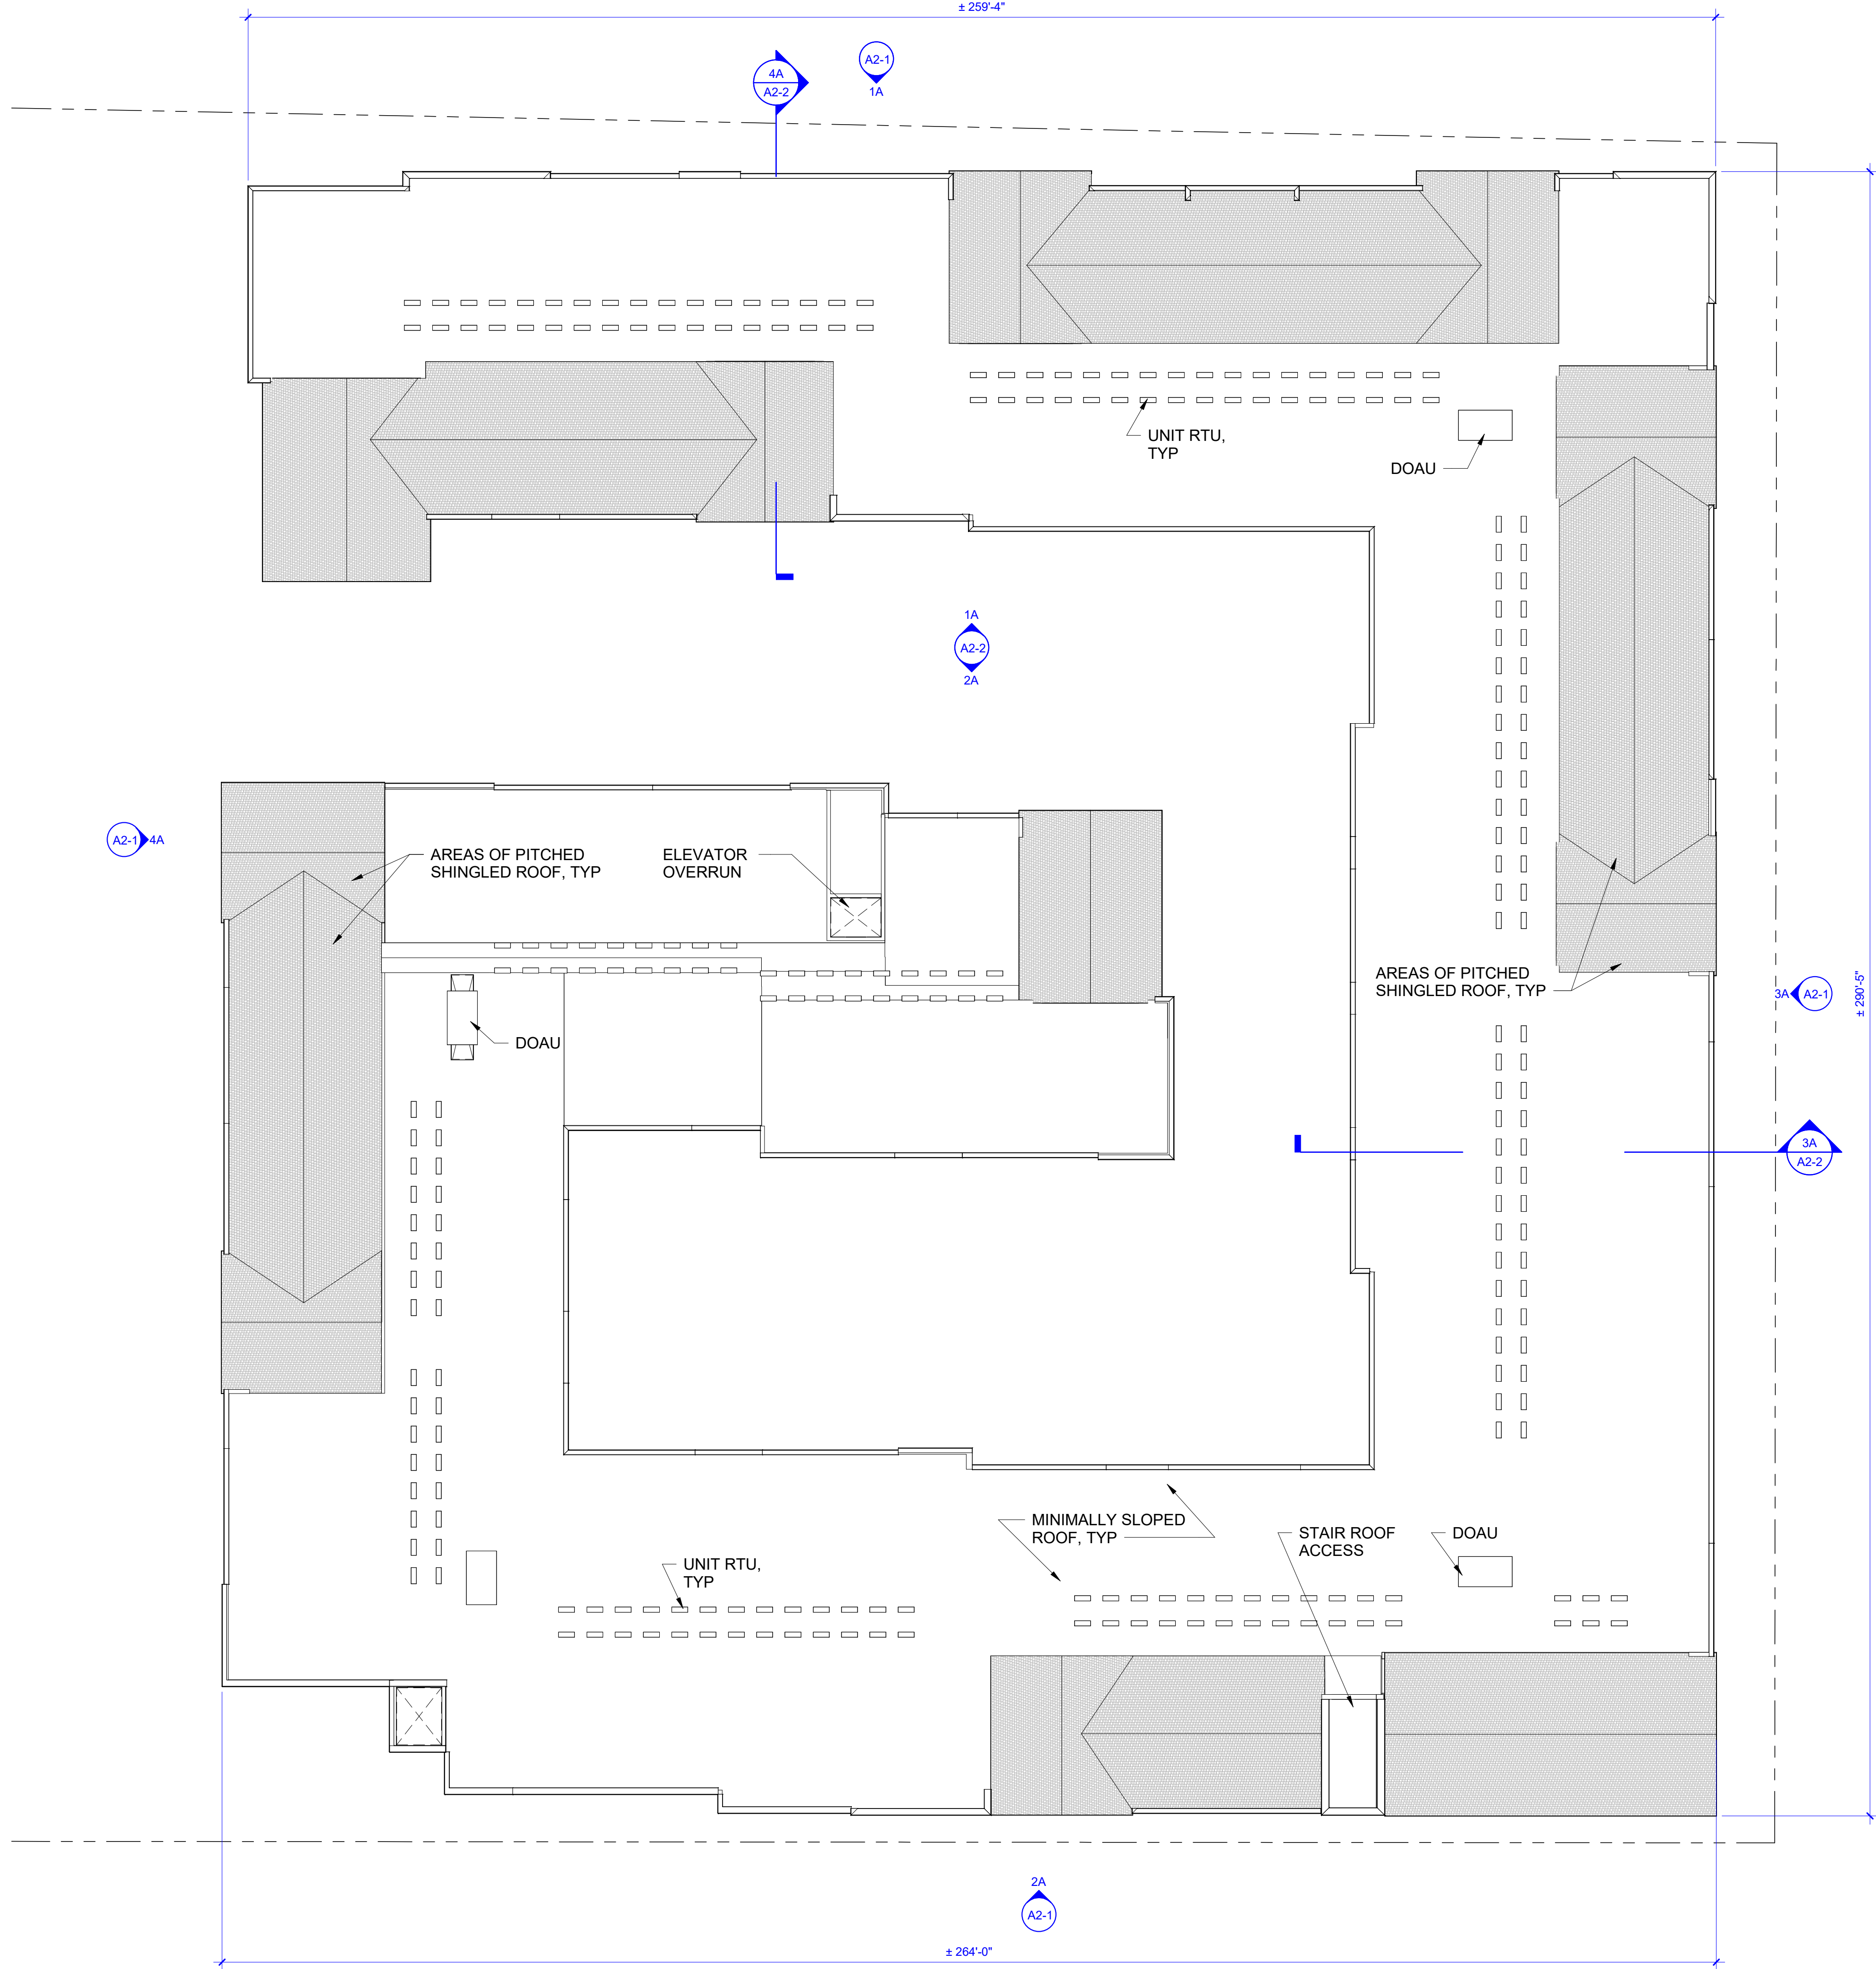 ± 259'-4"
4A
A2-2
A2-1
1A
UNIT RTU,
TYP
DOAU
1A
A2-2
2A
A2-1
4A
AREAS OF PITCHED
SHINGLED ROOF, TYP
ELEVATOR
OVERRUN
DOAU
AREAS OF PITCHED
SHINGLED ROOF, TYP
3A
A2-1
± 290'-5"
3A
A2-2
MINIMALLY SLOPED
ROOF, TYP
STAIR ROOF
ACCESS
DOAU
UNIT RTU,
TYP
2A
A2-1
± 264'-0"